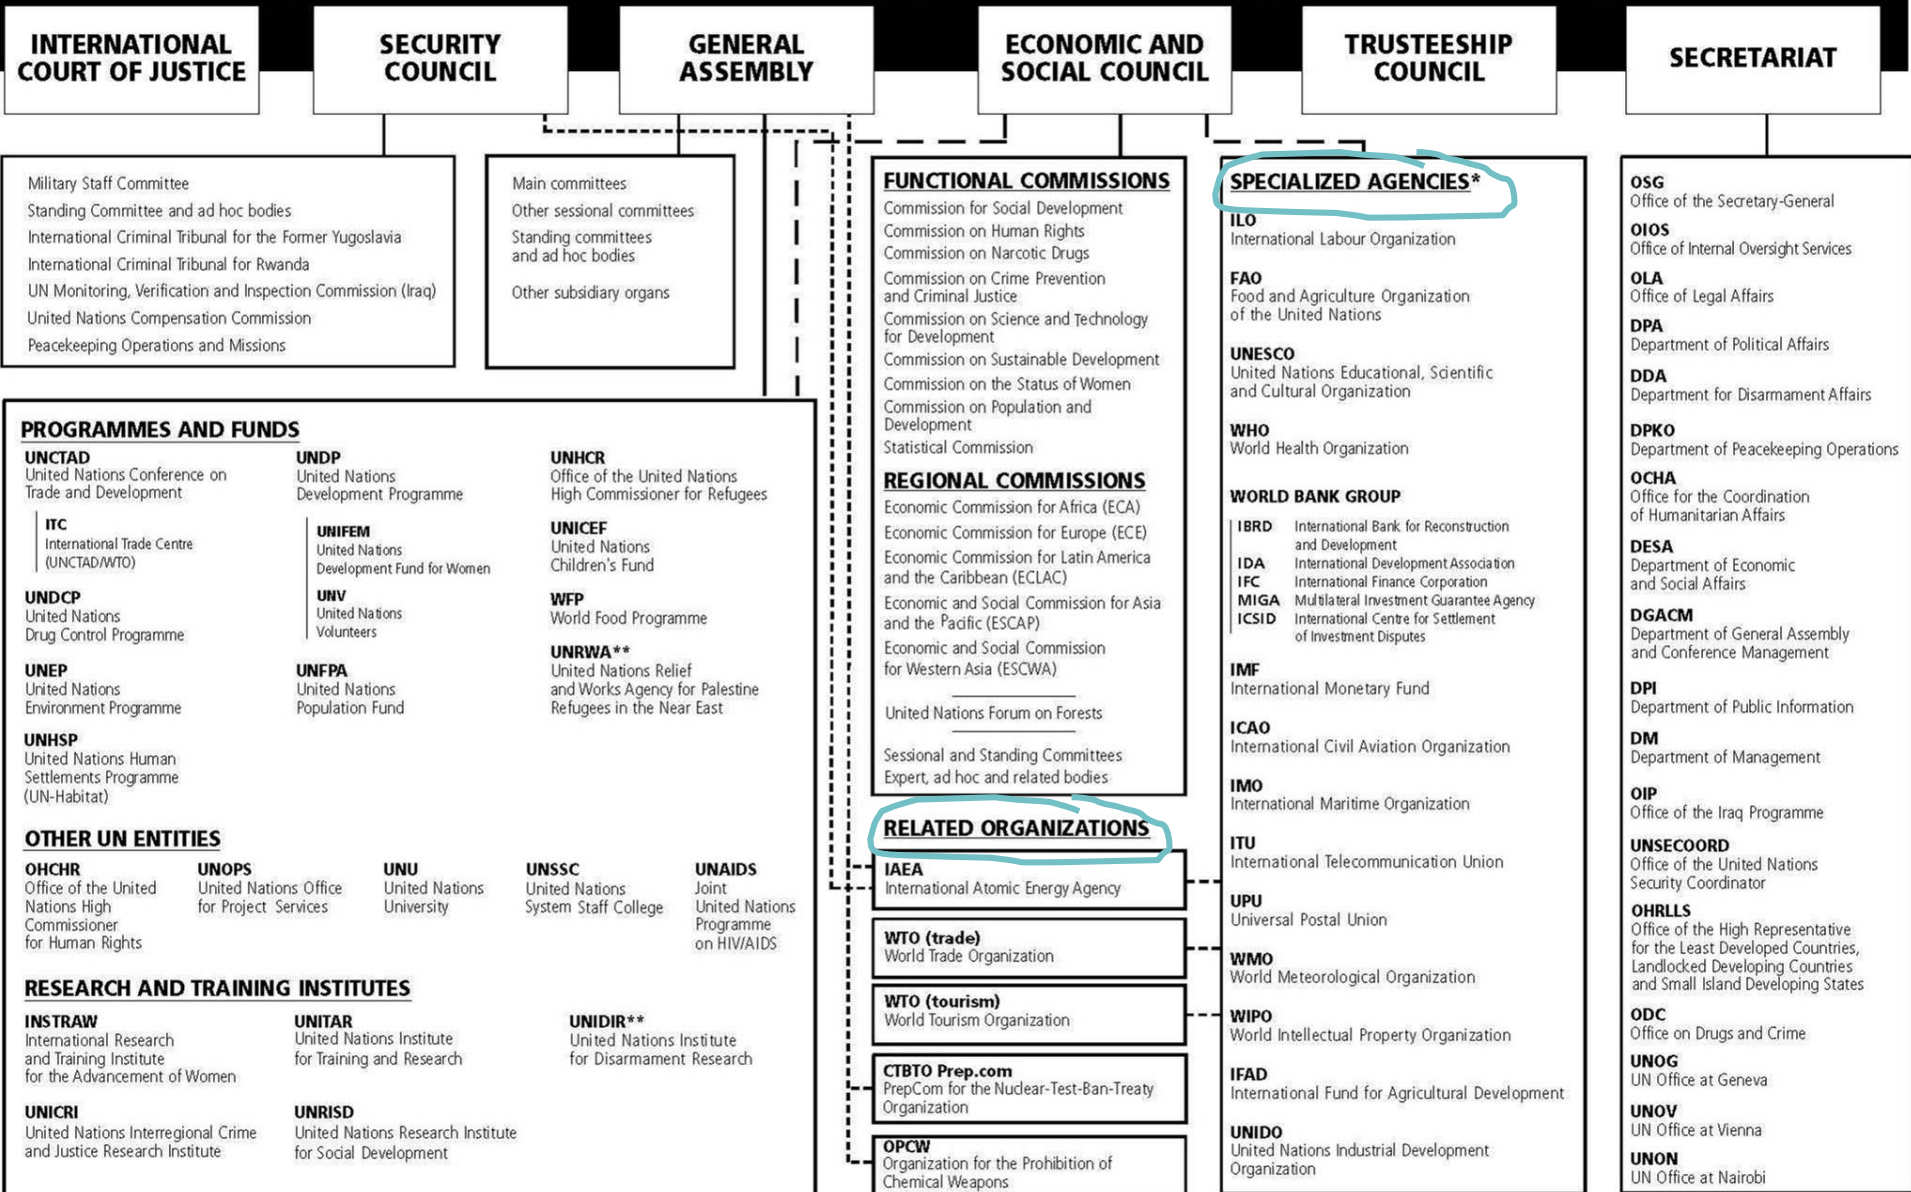 INTERNATIONAL
COURT OF JUSTICE
SECURITY
COUNCIL
GENERAL
ASSEMBLY
ECONOMIC AND
SOCIAL COUNCIL
TRUSTEESHIP
COUNCIL
SECRETARIAT
Military Staff Committee
Standing Committee and ad hoc bodies
International Criminal Tribunal for the Former Yugoslavia
International Criminal Tribunal for Rwanda
UN Monitoring, Verification and Inspection Commission (Iraq)
United Nations Compensation Commission
Peacekeeping Operations and Missions
Main committees
Other sessional committees
Standing committees
and ad hoc bodies
Other subsidiary organs
PROGRAMMES AND FUNDS
UNCTAD
United Nations Conference on
Trade and Development
ITC
International Trade Centre
(UNCTAD/WTO)
UNDCP
United Nations
Drug Control Programme
UNEP
United Nations
Environment Programme
UNHSP
United Nations Human
Settlements Programme
(UN-Habitat)
UNDP
United Nations
Development Programme
UNIFEM
United Nations
Development Fund for Women
UNV
United Nations
Volunteers
UNFPA
United Nations
Population Fund
UNHCR
Office of the United Nations
High Commissioner for Refugees
UNICEF
United Nations
Children's Fund
WFP
World Food Programme
UNRWA**
United Nations Relief
and Works Agency for Palestine
Refugees in the Near East
OTHER UN ENTITIES
OHCHR
Office of the United
Nations High
Commissioner
for Human Rights
UNOPS
United Nations Office
for Project Services
UNU
United Nations
University
UNSSC
United Nations
System Staff College
UNAIDS
Joint
United Nations
Programme
on HIV/AIDS
RESEARCH AND TRAINING INSTITUTES
INSTRAW
International Research
and Training Institute
for the Advancement of Women
UNICRI
United Nations Interregional Crime
and Justice Research Institute
UNITAR
United Nations Institute
for Training and Research
UNRISD
United Nations Research Institute
for Social Development
UNIDIR**
United Nations Institute
for Disarmament Research
FUNCTIONAL COMMISSIONS
Commission for Social Development
Commission on Human Rights
Commission on Narcotic Drugs
Commission on Crime Prevention
and Criminal Justice
Commission on Science and Technology
for Development
Commission on Sustainable Development
Commission on the Status of Women
Commission on Population and
Development
Statistical Commission
REGIONAL COMMISSIONS
Economic Commission for Africa (ECA)
Economic Commission for Europe (ECE)
Economic Commission for Latin America
and the Caribbean (ECLAC)
Economic and Social Commission for Asia
and the Pacific (ESCAP)
Economic and Social Commission
for Western Asia (ESCWA)
United Nations Forum on Forests
Sessional and Standing Committees
Expert, ad hoc and related bodies
RELATED ORGANIZATIONS
IAEA
International Atomic Energy Agency
WTO (trade)
World Trade Organization
WTO (tourism)
World Tourism Organization
CTBTO Prep.com
PrepCom for the Nuclear-Test-Ban-Treaty
Organization
OPCW
Organization for the Prohibition of
Chemical Weapons
SPECIALIZED AGENCIES*
ILO
International Labour Organization
FAO
Food and Agriculture Organization
of the United Nations
UNESCO
United Nations Educational, Scientific
and Cultural Organization
WHO
World Health Organization
WORLD BANK GROUP
IBRD International Bank for Reconstruction
and Development
IDA International Development Association
IFC International Finance Corporation
MIGA Multilateral Investment Guarantee Agency
ICSID International Centre for Settlement
of Investment Disputes
IMF
International Monetary Fund
ICAO
International Civil Aviation Organization
IMO
International Maritime Organization
ITU
International Telecommunication Union
UPU
Universal Postal Union
WMO
World Meteorological Organization
WIPO
World Intellectual Property Organization
IFAD
International Fund for Agricultural Development
UNIDO
United Nations Industrial Development
Organization
OSG
Office of the Secretary-General
OIOS
Office of Internal Oversight Services
OLA
Office of Legal Affairs
DPA
Department of Political Affairs
DDA
Department for Disarmament Affairs
DPKO
Department of Peacekeeping Operations
OCHA
Office for the Coordination
of Humanitarian Affairs
DESA
Department of Economic
and Social Affairs
DGACM
Department of General Assembly
and Conference Management
DPI
Department of Public Information
DM
Department of Management
OIP
Office of the Iraq Programme
UNSECOORD
Office of the United Nations
Security Coordinator
OHRLLS
Office of the High Representative
for the Least Developed Countries,
Landlocked Developing Countries
and Small Island Developing States
ODC
Office on Drugs and Crime
UNOG
UN Office at Geneva
UNOV
UN Office at Vienna
UNON
UN Office at Nairobi